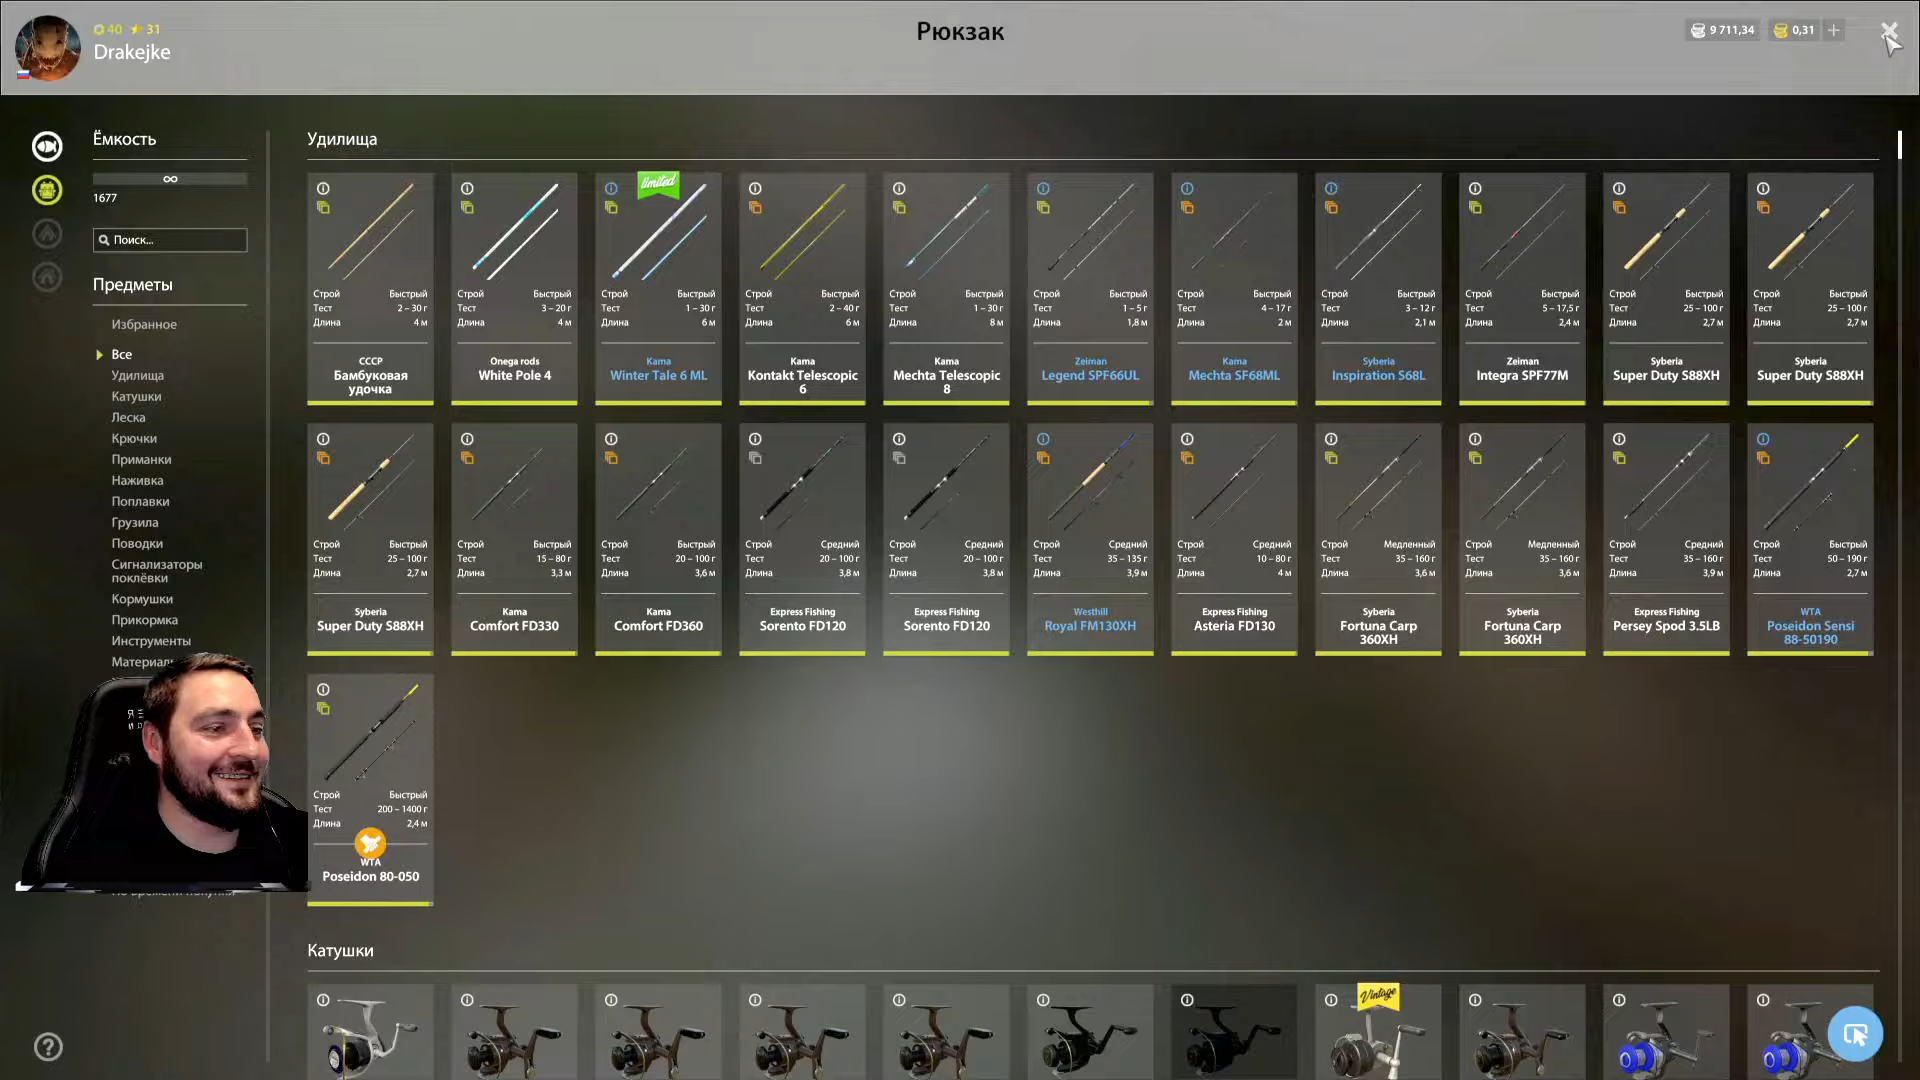 40 31
Drakejke
Рюкзак
9 711,34
0,31
Ёмкость
∞
1677
Поиск...
Предметы
Избранное
Все
Удилища
Катушки
Леска
Крючки
Приманки
Наживка
Поплавки
Грузила
Поводки
Сигнализаторы
поклёвки
Кормушки
Прикормка
Инструменты
Удилища
Строй Быстрый
Тест 2 – 30 г
Длина 4 м
СССР
Бамбуковая
удочка
Строй Быстрый
Тест 3 – 20 г
Длина 4 м
Onega rods
White Pole 4
limited
Строй Быстрый
Тест 1 – 30 г
Длина 6 м
Kama
Winter Tale 6 ML
Строй Быстрый
Тест 2 – 40 г
Длина 6 м
Kama
Kontakt Telescopic
6
Строй Быстрый
Тест 1 – 30 г
Длина 8 м
Kama
Mechta Telescopic
8
Строй Быстрый
Тест 1 – 5 г
Длина 1,8 м
Zeiman
Legend SPF66UL
Строй Быстрый
Тест 4 – 17 г
Длина 2 м
Kama
Mechta SF68ML
Строй Быстрый
Тест 3 – 12 г
Длина 2,1 м
Syberia
Inspiration S68L
Строй Быстрый
Тест 5 – 17,5 г
Длина 2,4 м
Zeiman
Integra SPF77M
Строй Быстрый
Тест 25 – 100 г
Длина 2,7 м
Syberia
Super Duty S88XH
Строй Быстрый
Тест 25 – 100 г
Длина 2,7 м
Syberia
Super Duty S88XH
Строй Быстрый
Тест 25 – 100 г
Длина 2,7 м
Syberia
Super Duty S88XH
Строй Быстрый
Тест 15 – 80 г
Длина 3,3 м
Kama
Comfort FD330
Строй Быстрый
Тест 20 – 100 г
Длина 3,6 м
Kama
Comfort FD360
Строй Средний
Тест 20 – 100 г
Длина 3,8 м
Express Fishing
Sorento FD120
Строй Средний
Тест 20 – 100 г
Длина 3,8 м
Express Fishing
Sorento FD120
Строй Средний
Тест 35 – 135 г
Длина 3,9 м
Westhill
Royal FM130XH
Строй Средний
Тест 10 – 80 г
Длина 4 м
Express Fishing
Asteria FD130
Строй Медленный
Тест 35 – 160 г
Длина 3,6 м
Syberia
Fortuna Carp
360XH
Строй Медленный
Тест 35 – 160 г
Длина 3,6 м
Syberia
Fortuna Carp
360XH
Строй Средний
Тест 35 – 160 г
Длина 3,9 м
Express Fishing
Persey Spod 3.5LB
Строй Быстрый
Тест 50 – 190 г
Длина 2,7 м
WTA
Poseidon Sensi
88-50190
Строй Быстрый
Тест 200 – 1400 г
Длина 2,4 м
WTA
Poseidon 80-050
Катушки
Vintage